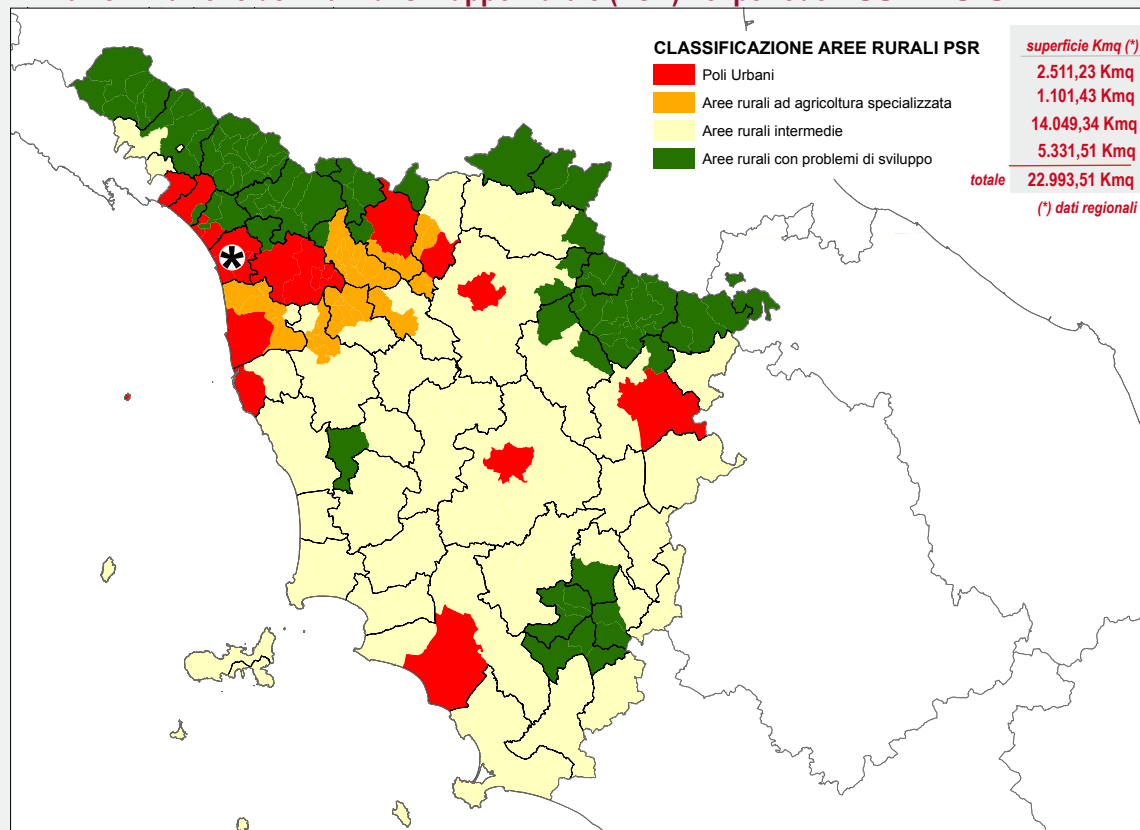 CLASSIFICAZIONE AREE RURALI PSR
superficie Kmq (*)
Poli Urbani
2.511,23 Kmq
Aree rurali ad agricoltura specializzata
1.101,43 Kmq
Aree rurali intermedie
14.049,34 Kmq
Aree rurali con problemi di sviluppo
5.331,51 Kmq
totale 22.993,51 Kmq
(*) dati regionali
*